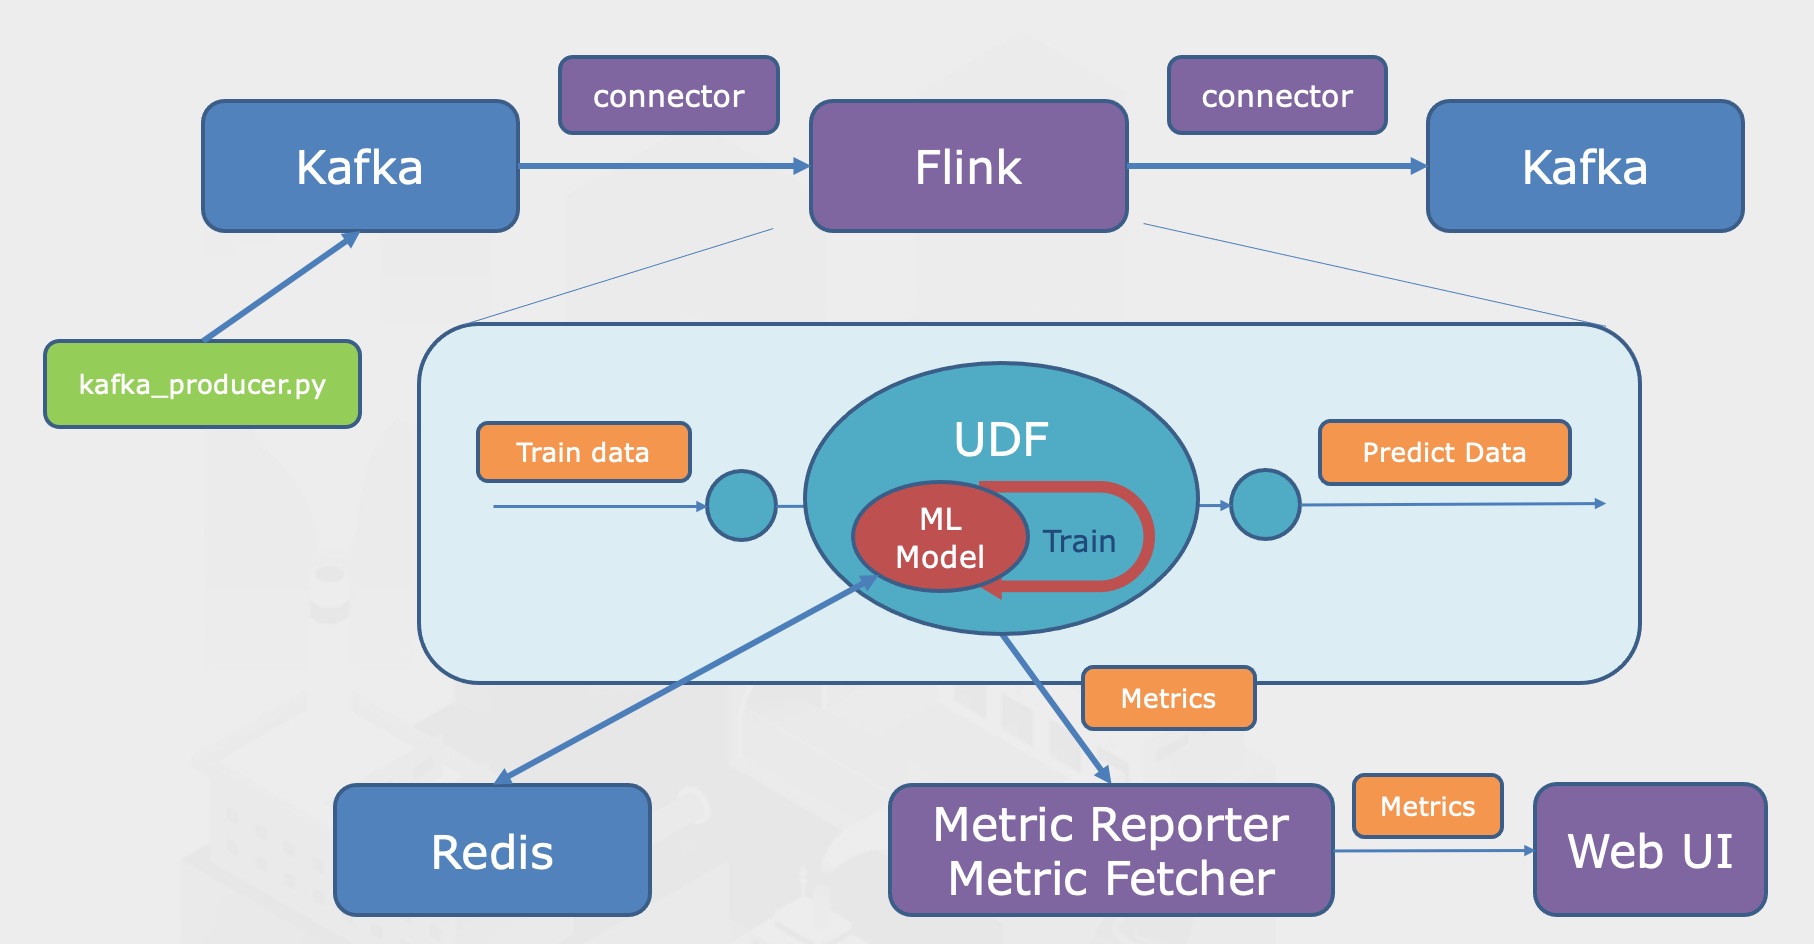 connector
connector
Kafka
Flink
Kafka
kafka_producer.py
Train data
UDF
Predict Data
ML
Model
Train
Metrics
Redis
Metric Reporter
Metric Fetcher
Metrics
Web UI